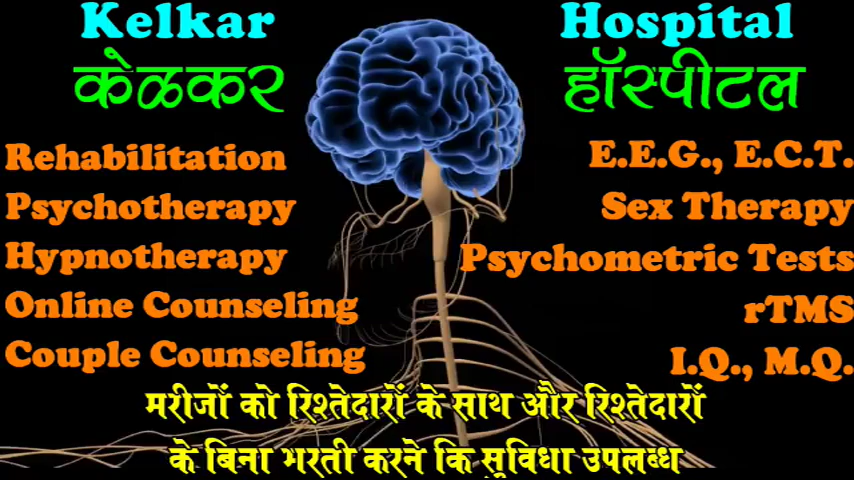 Kelkar Hospital
केळकर हॉस्पीटल
Rehabilitation
Psychotherapy
Hypnotherapy
Online Counseling
Couple Counseling
E.E.G., E.C.T.
Sex Therapy
Psychometric Tests
rTMS
I.Q., M.Q.
मरीजों को रिश्तेदारों के साथ और रिश्तेदारों
के बिना भरती करने कि सुविधा उपलब्ध